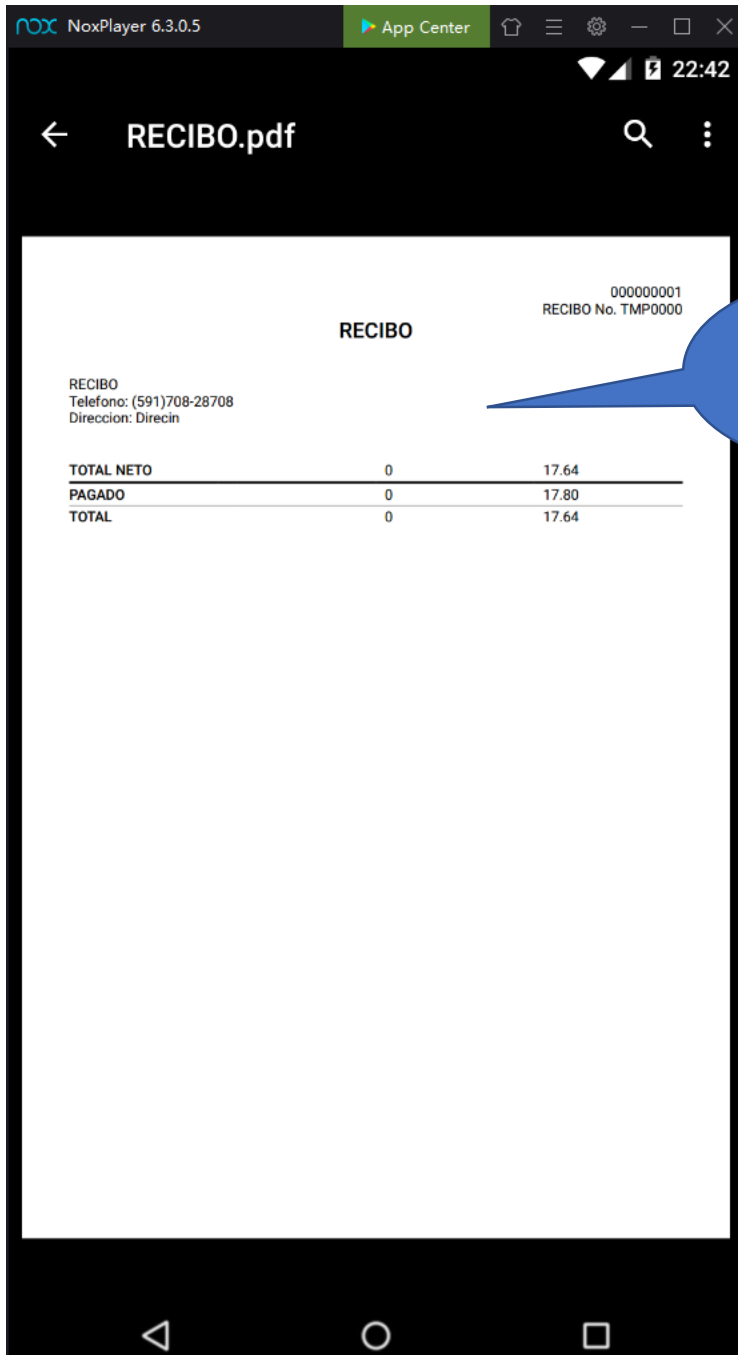 nox NoxPlayer 6.3.0.5 App Center
22:42
RECIBO.pdf
000000001
RECIBO No. TMP0000
RECIBO
RECIBO
Telefono: (591)708-28708
Direccion: Direcin
TOTAL NETO 0 17.64
PAGADO 0 17.80
TOTAL 0 17.64